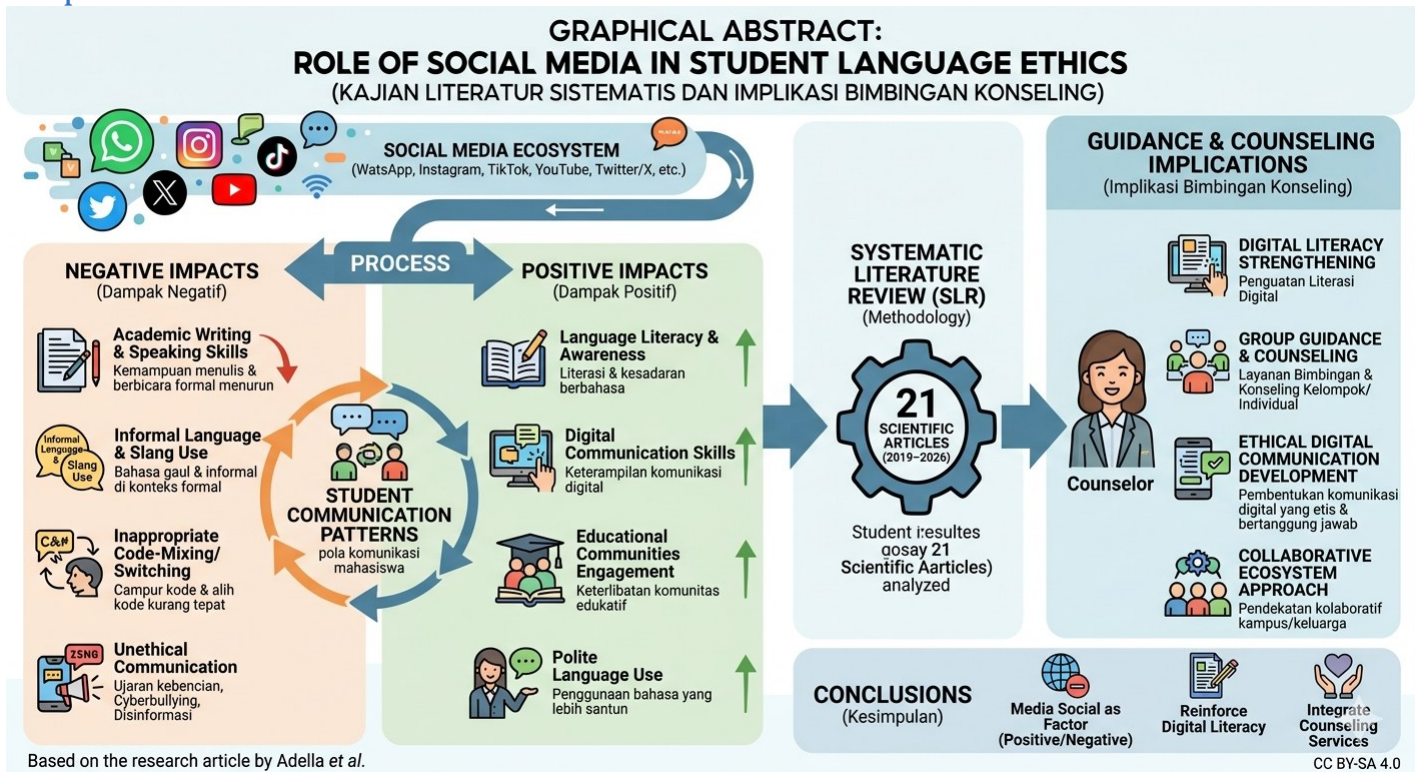 GRAPHICAL ABSTRACT:
ROLE OF SOCIAL MEDIA IN STUDENT LANGUAGE ETHICS
(KAJIAN LITERATUR SISTEMATIS DAN IMPLIKASI BIMBINGAN KONSELING)
SOCIAL MEDIA ECOSYSTEM
(WatsApp, Instagram, TikTok, YouTube, Twitter/X, etc.)
PROCESS
NEGATIVE IMPACTS
(Dampak Negatif)
Academic Writing
& Speaking Skills
Kemampuan menulis &
berbicara formal menurun
Informal
Lengugge
&
Slang
Use
Informal Language
& Slang Use
Bahasa gaul & informal
di konteks formal
C&#
Inappropriate
Code-Mixing/
Switching
Campur kode & alih
kode kurang tepat
ZSNG
Unethical
Communication
Ujaran kebencian,
Cyberbullying,
Disinformasi
STUDENT
COMMUNICATION
PATTERNS
pola komunikasi
mahasiswa
POSITIVE IMPACTS
(Dampak Positif)
Language Literacy &
Awareness
Literasi & kesadaran
berbahasa
Digital
Communication Skills
Keterampilan komunikasi
digital
Educational
Communities
Engagement
Keterlibatan komunitas
edukatif
Polite
Language Use
Penggunaan bahasa yang
lebih santun
SYSTEMATIC
LITERATURE
REVIEW (SLR)
(Methodology)
21
SCIENTIFIC
ARTICLES
(2019–2026)
Student iresultes
gosay 21
Scientific Aarticles)
analyzed
GUIDANCE & COUNSELING
IMPLICATIONS
(Implikasi Bimbingan Konseling)
Counselor
DIGITAL LITERACY
STRENGTHENING
Penguatan Literasi
Digital
GROUP GUIDANCE
& COUNSELING
Layanan Bimbingan &
Konseling Kelompok/
Individual
ETHICAL DIGITAL
COMMUNICATION
DEVELOPMENT
Pembentukan komunikasi
digital yang etis &
bertanggung jawab
COLLABORATIVE
ECOSYSTEM
APPROACH
Pendekatan kolaboratif
kampus/keluarga
CONCLUSIONS
(Kesimpulan)
Media Social as
Factor
(Positive/Negative)
Reinforce
Digital Literacy
Integrate
Counseling
Services
Based on the research article by Adella et al.
CC BY-SA 4.0